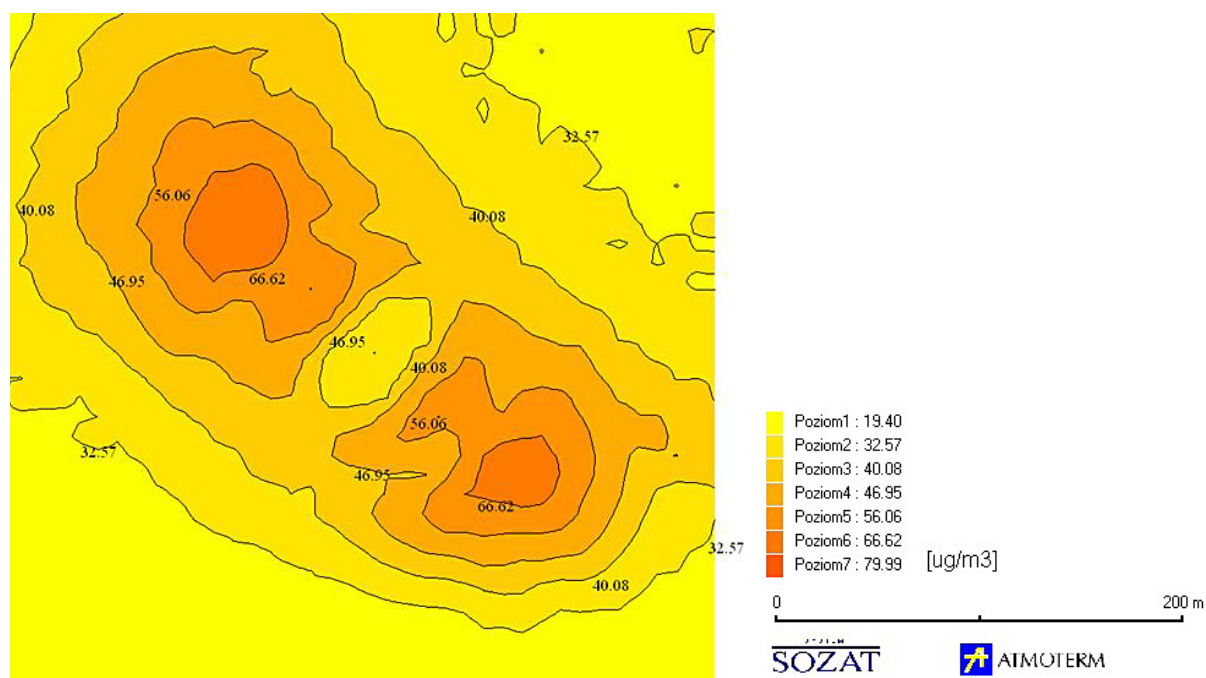 32.57
56.06
40.08
40.08
46.95
66.62
46.95
40.08
56.06
32.57
46.95
66.62
32.57
40.08
Poziom1 : 19.40
Poziom2 : 32.57
Poziom3 : 40.08
Poziom4 : 46.95
Poziom5 : 56.06
Poziom6 : 66.62
Poziom7 : 79.99 [ug/m3]
0 200 m
SOZAT
ATMOTERM